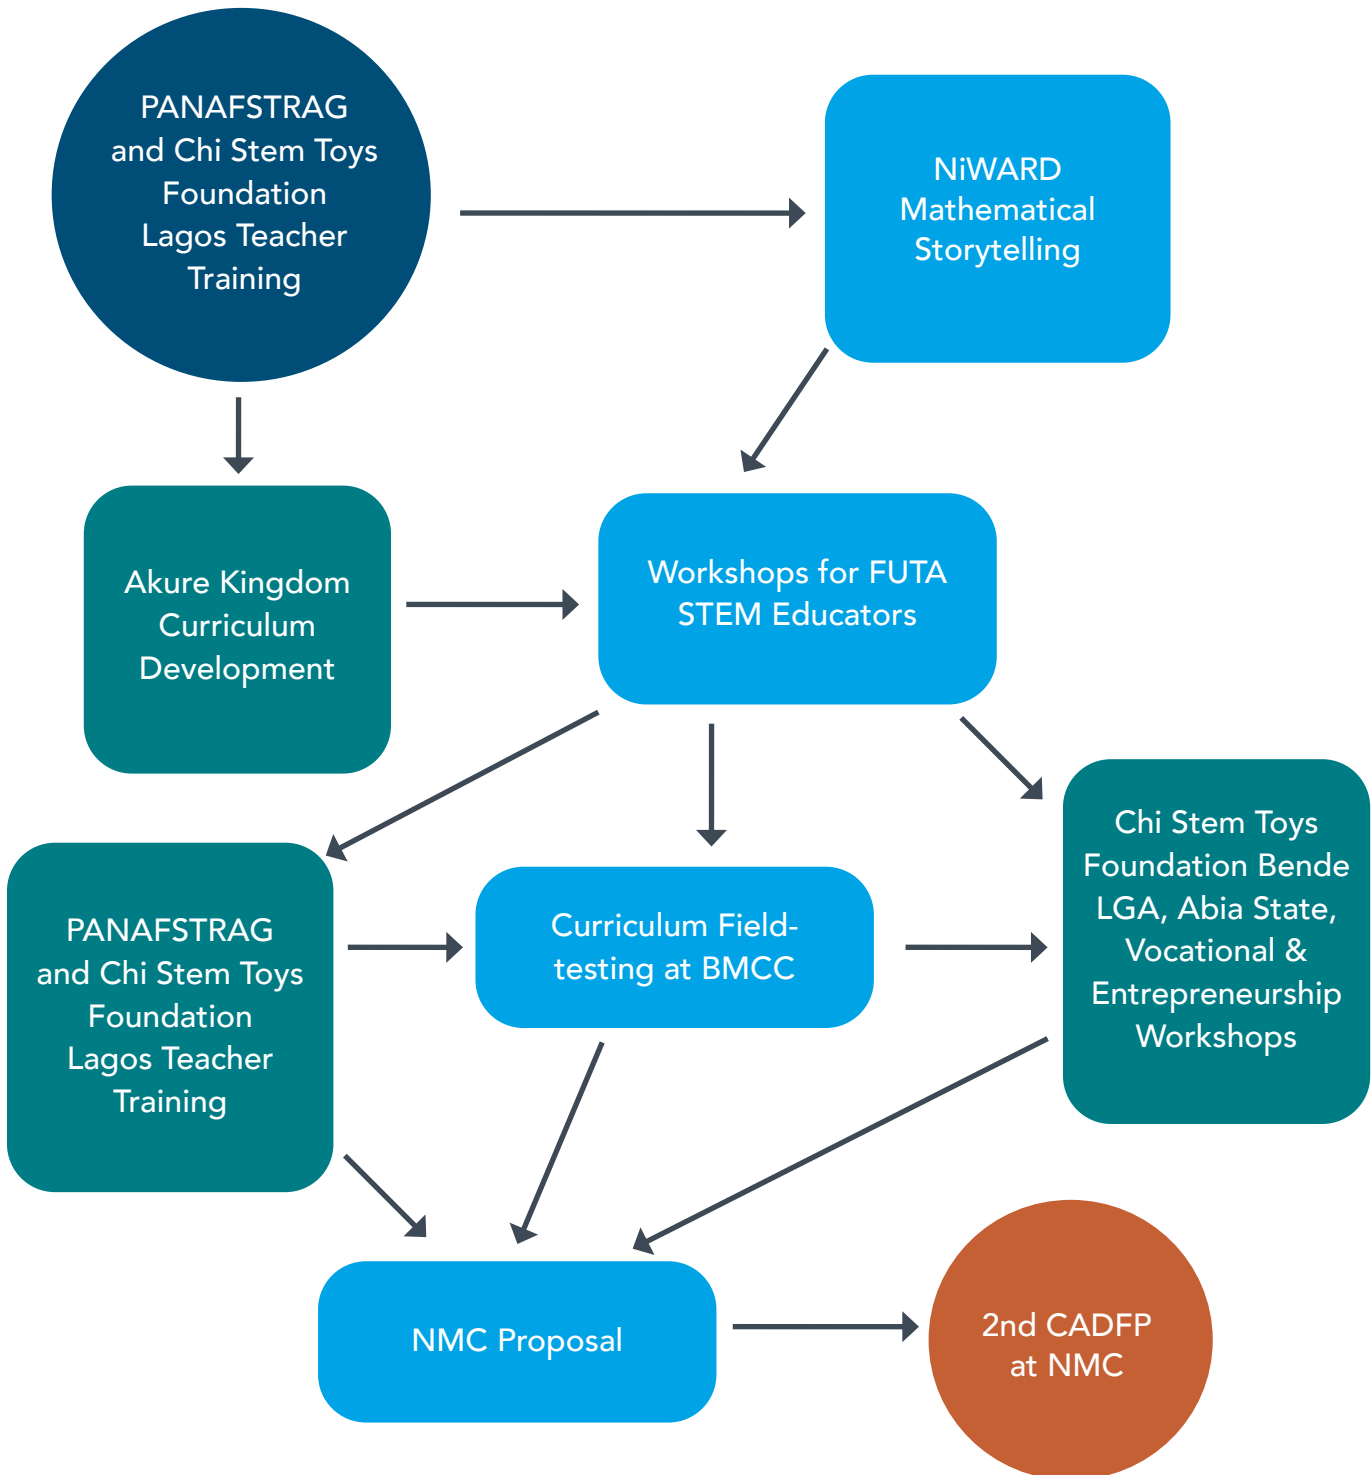 PANAFSTRAG
and Chi Stem Toys
Foundation
Lagos Teacher
Training
NiWARD
Mathematical
Storytelling
Akure Kingdom
Curriculum
Development
Workshops for FUTA
STEM Educators
PANAFSTRAG
and Chi Stem Toys
Foundation
Lagos Teacher
Training
Curriculum Field-
testing at BMCC
Chi Stem Toys
Foundation Bende
LGA, Abia State,
Vocational &
Entrepreneurship
Workshops
NMC Proposal
2nd CADFP
at NMC